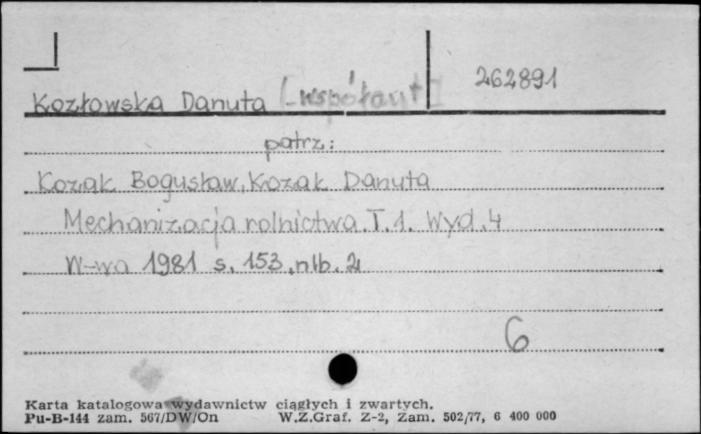 262891
Kozłowska Danuta [współaut]
patrz:
Kozak Bogusław, Kozak Danuta
Mechanizacja rolnictwa. T. 1. Wyd. 4
W-wa 1981 s. 153, nlb. 2
6
Karta katalogowa wydawnictw ciągłych i zwartych.
Pu-B-144 zam. 567/DW/On W.Z.Graf. Z-2, Zam. 502/77, 6 400 000